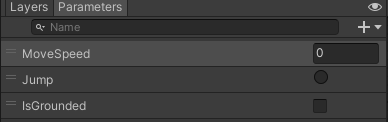 Layers Parameters
Name
MoveSpeed 0
Jump
IsGrounded